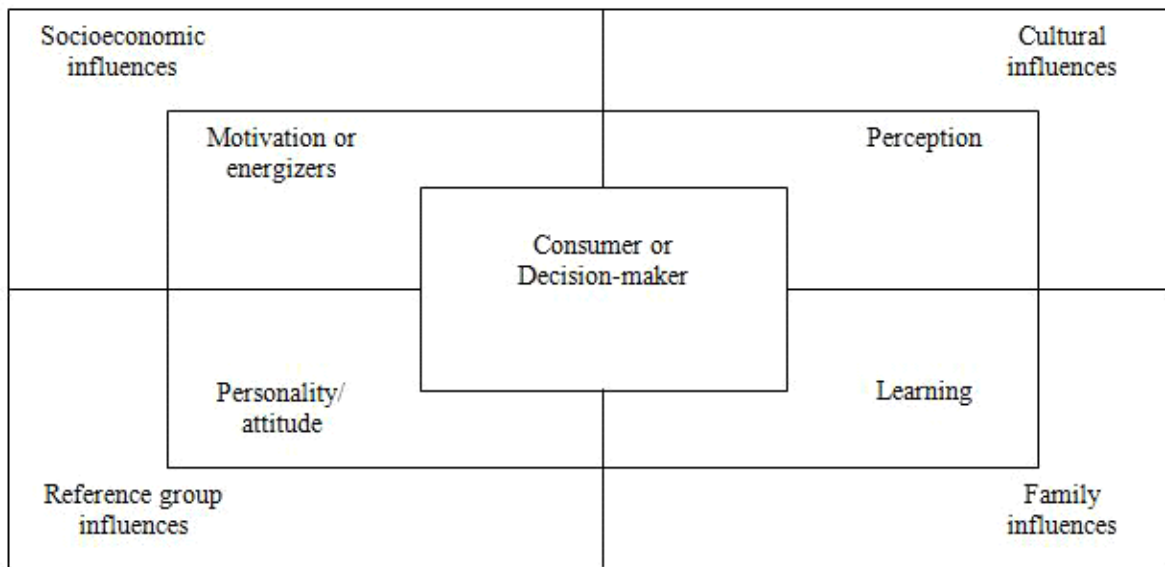 Socioeconomic
influences
Cultural
influences
Motivation or
energizers
Perception
Consumer or
Decision-maker
Personality/
attitude
Learning
Reference group
influences
Family
influences